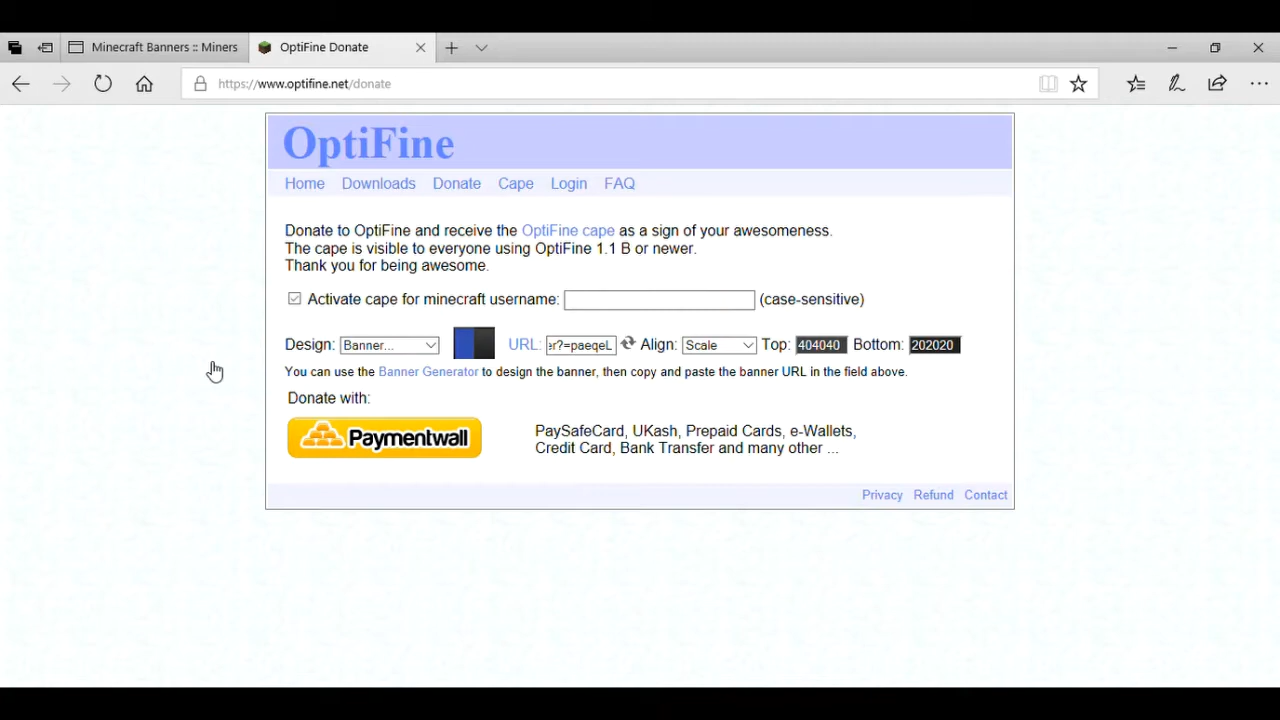 Minecraft Banners :: Miners
OptiFine Donate
https://www.optifine.net/donate
OptiFine
Home Downloads Donate Cape Login FAQ
Donate to OptiFine and receive the OptiFine cape as a sign of your awesomeness.
The cape is visible to everyone using OptiFine 1.1 B or newer.
Thank you for being awesome.
Activate cape for minecraft username: (case-sensitive)
Design: Banner... URL: er?=paeqeL Align: Scale Top: 404040 Bottom: 202020
You can use the Banner Generator to design the banner, then copy and paste the banner URL in the field above.
Donate with:
Paymentwall
PaySafeCard, UKash, Prepaid Cards, e-Wallets,
Credit Card, Bank Transfer and many other ...
Privacy Refund Contact